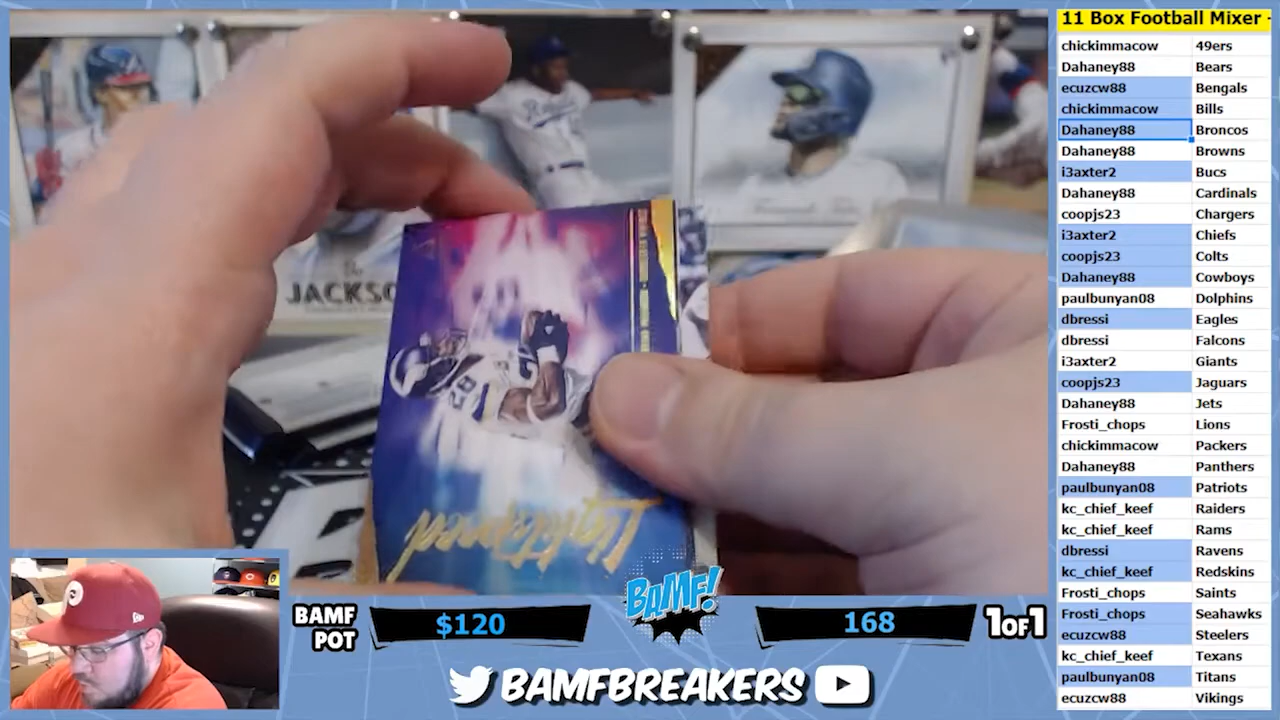 11 Box Football Mixer -
chickimmacow 49ers
Dahaney88 Bears
ecuzcw88 Bengals
chickimmacow Bills
Dahaney88 Broncos
Dahaney88 Browns
i3axter2 Bucs
Dahaney88 Cardinals
coopjs23 Chargers
i3axter2 Chiefs
coopjs23 Colts
Dahaney88 Cowboys
paulbunyan08 Dolphins
dbressi Eagles
dbressi Falcons
i3axter2 Giants
coopjs23 Jaguars
Dahaney88 Jets
Frosti_chops Lions
chickimmacow Packers
Dahaney88 Panthers
paulbunyan08 Patriots
kc_chief_keef Raiders
kc_chief_keef Rams
dbressi Ravens
kc_chief_keef Redskins
Frosti_chops Saints
Frosti_chops Seahawks
ecuzcw88 Steelers
kc_chief_keef Texans
paulbunyan08 Titans
ecuzcw88 Vikings
JACKSO
Lightspeed
BAMF!
BAMF POT $120
168 1OF1
BAMFBREAKERS